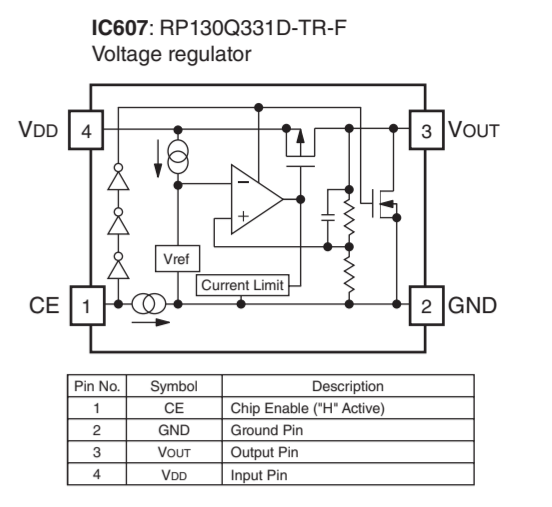 IC607: RP130Q331D-TR-F
Voltage regulator
VDD 4 3 VOUT
Vref
Current Limit
CE 1 2 GND
Pin No. Symbol Description
1 CE Chip Enable ("H" Active)
2 GND Ground Pin
3 VOUT Output Pin
4 VDD Input Pin